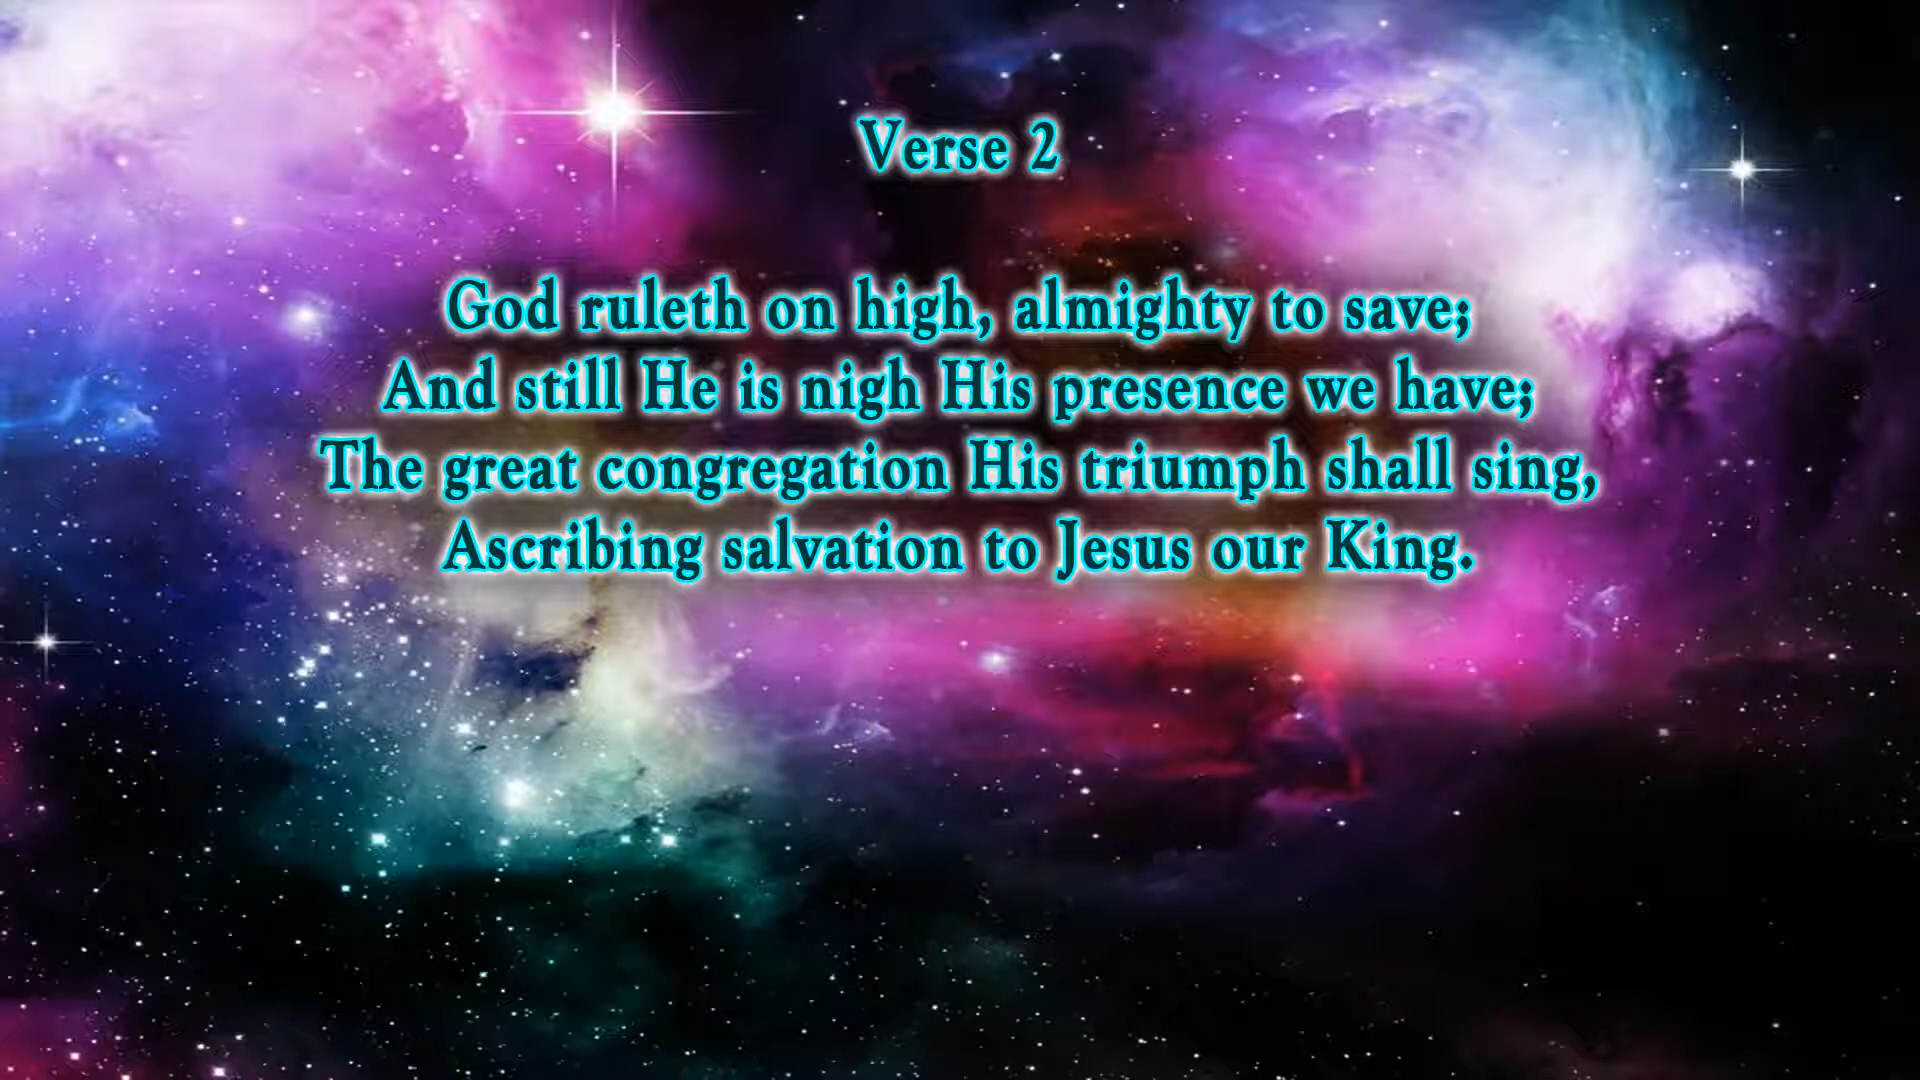 Verse 2
God ruleth on high, almighty to save;
And still He is nigh His presence we have;
The great congregation His triumph shall sing,
Ascribing salvation to Jesus our King.